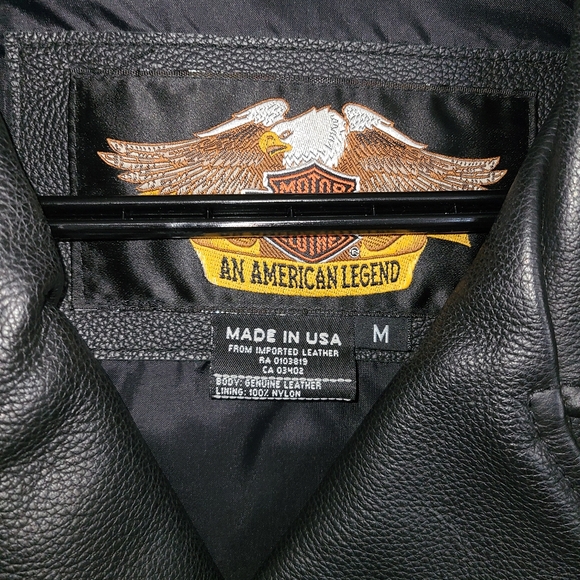 MOTOR
AN AMERICAN LEGEND
MADE IN USA
FROM IMPORTED LEATHER
RA 0103819
CA 03402
BODY: GENUINE LEATHER
LINING: 100% NYLON
M